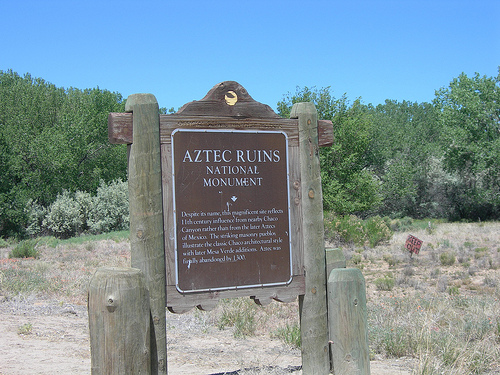 AZTEC RUINS
NATIONAL
MONUMENT
Despite its name, this magnificent site reflects
11th century influence from nearby Chaco
Canyon rather than from the later Aztecs
of Mexico. The striking masonry pueblos
illustrate the classic Chaco architectural style
with later Mesa Verde additions. Aztec was
finally abandoned by 1300.